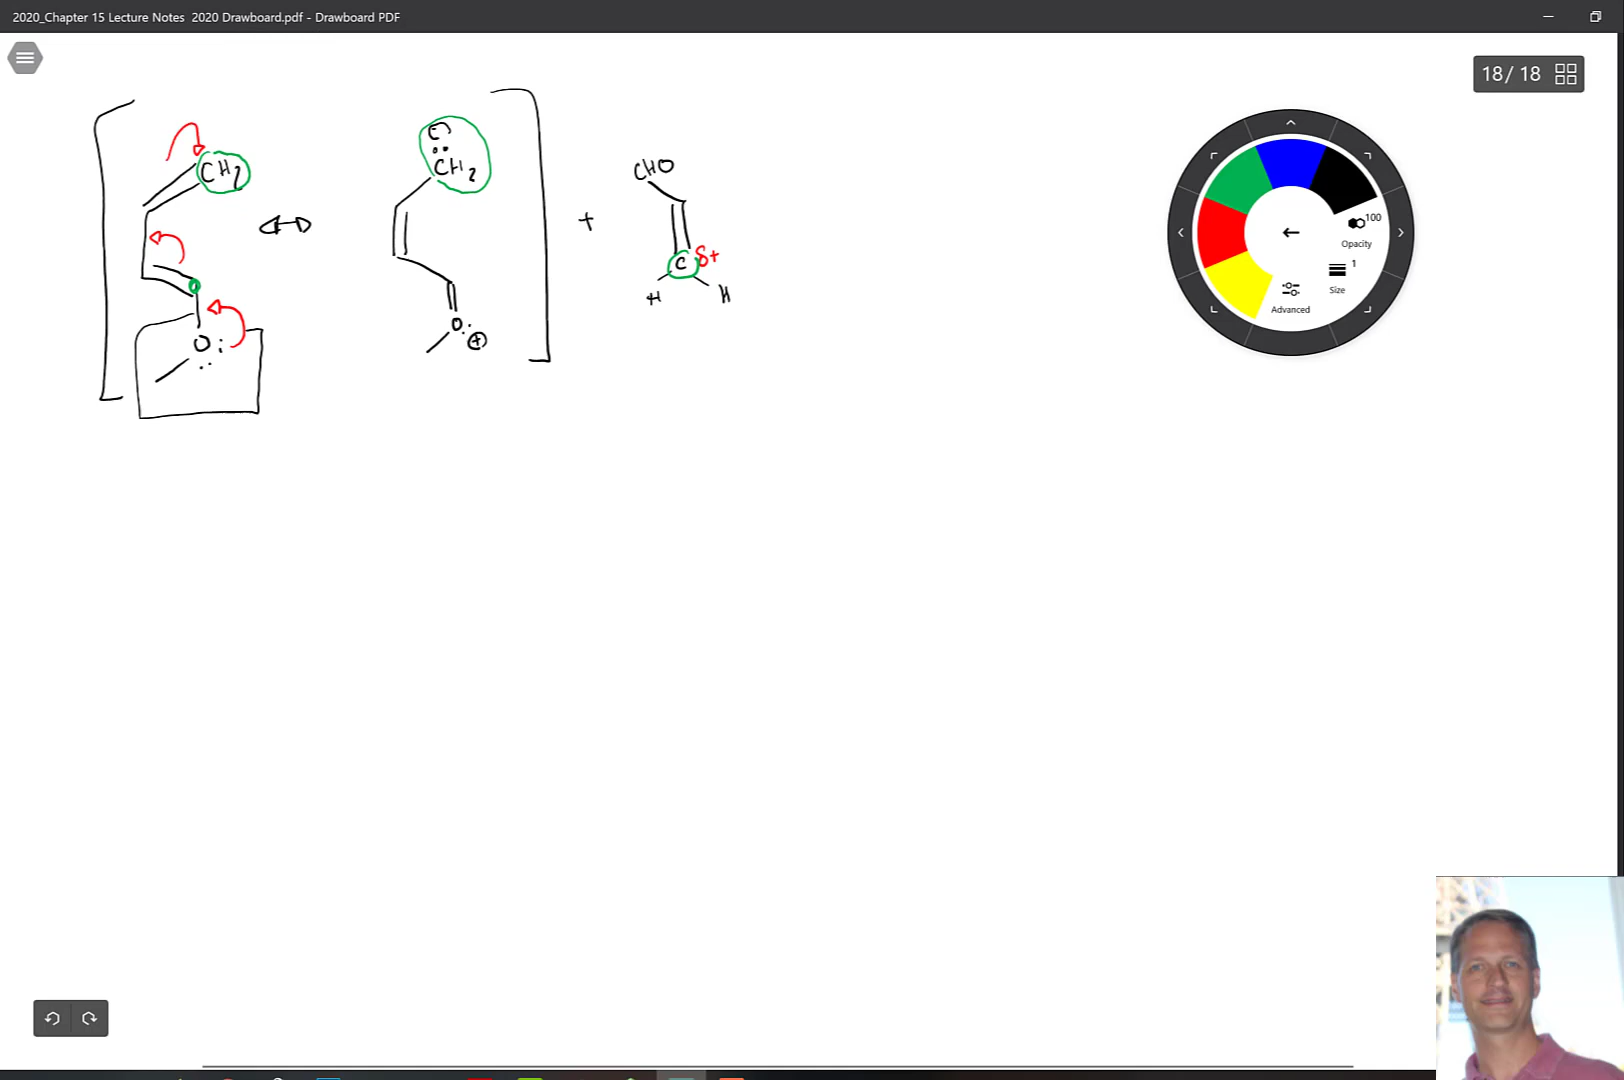 2020_Chapter 15 Lecture Notes 2020 Drawboard.pdf - Drawboard PDF
18 / 18
(-)
CH2
CH2
CHO
+
C δ+
H H
O:
O: +
100
Opacity
1
Size
Advanced